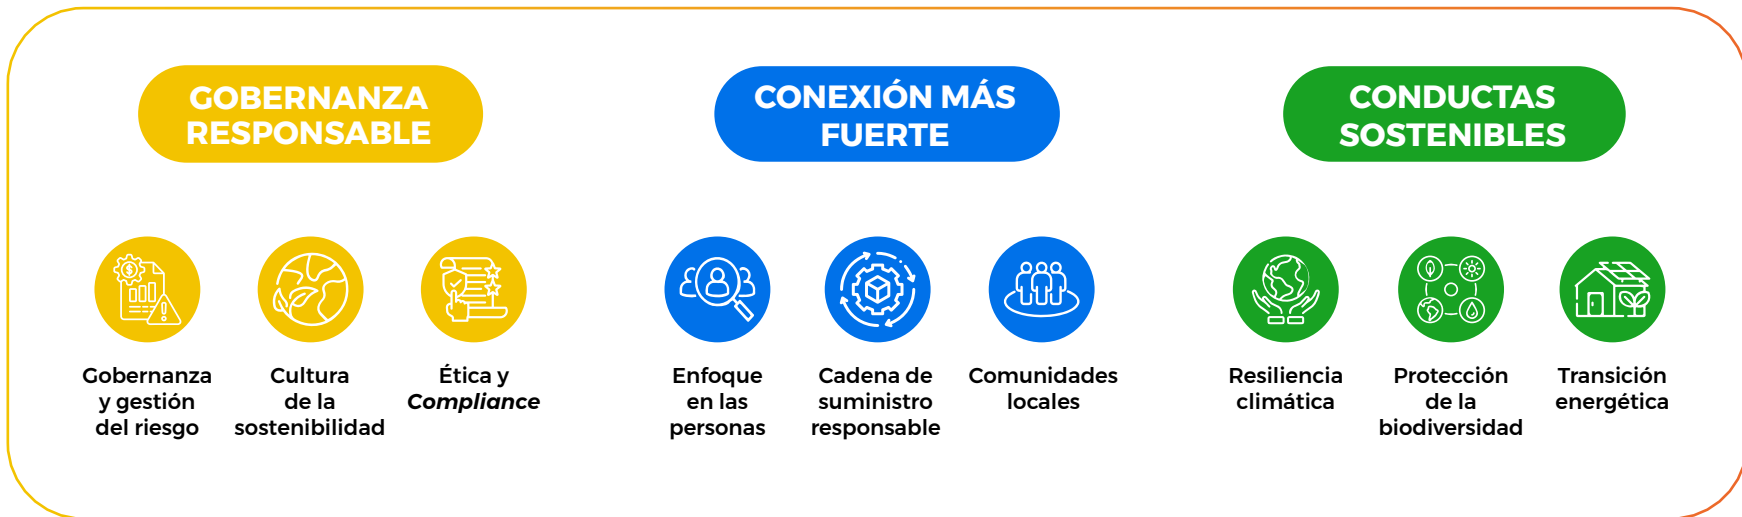 GOBERNANZA
RESPONSABLE
Gobernanza
y gestión
del riesgo
Cultura
de la
sostenibilidad
Ética y
Compliance
CONEXIÓN MÁS
FUERTE
Enfoque
en las
personas
Cadena de
suministro
responsable
Comunidades
locales
CONDUCTAS
SOSTENIBLES
Resiliencia
climática
Protección
de la
biodiversidad
Transición
energética